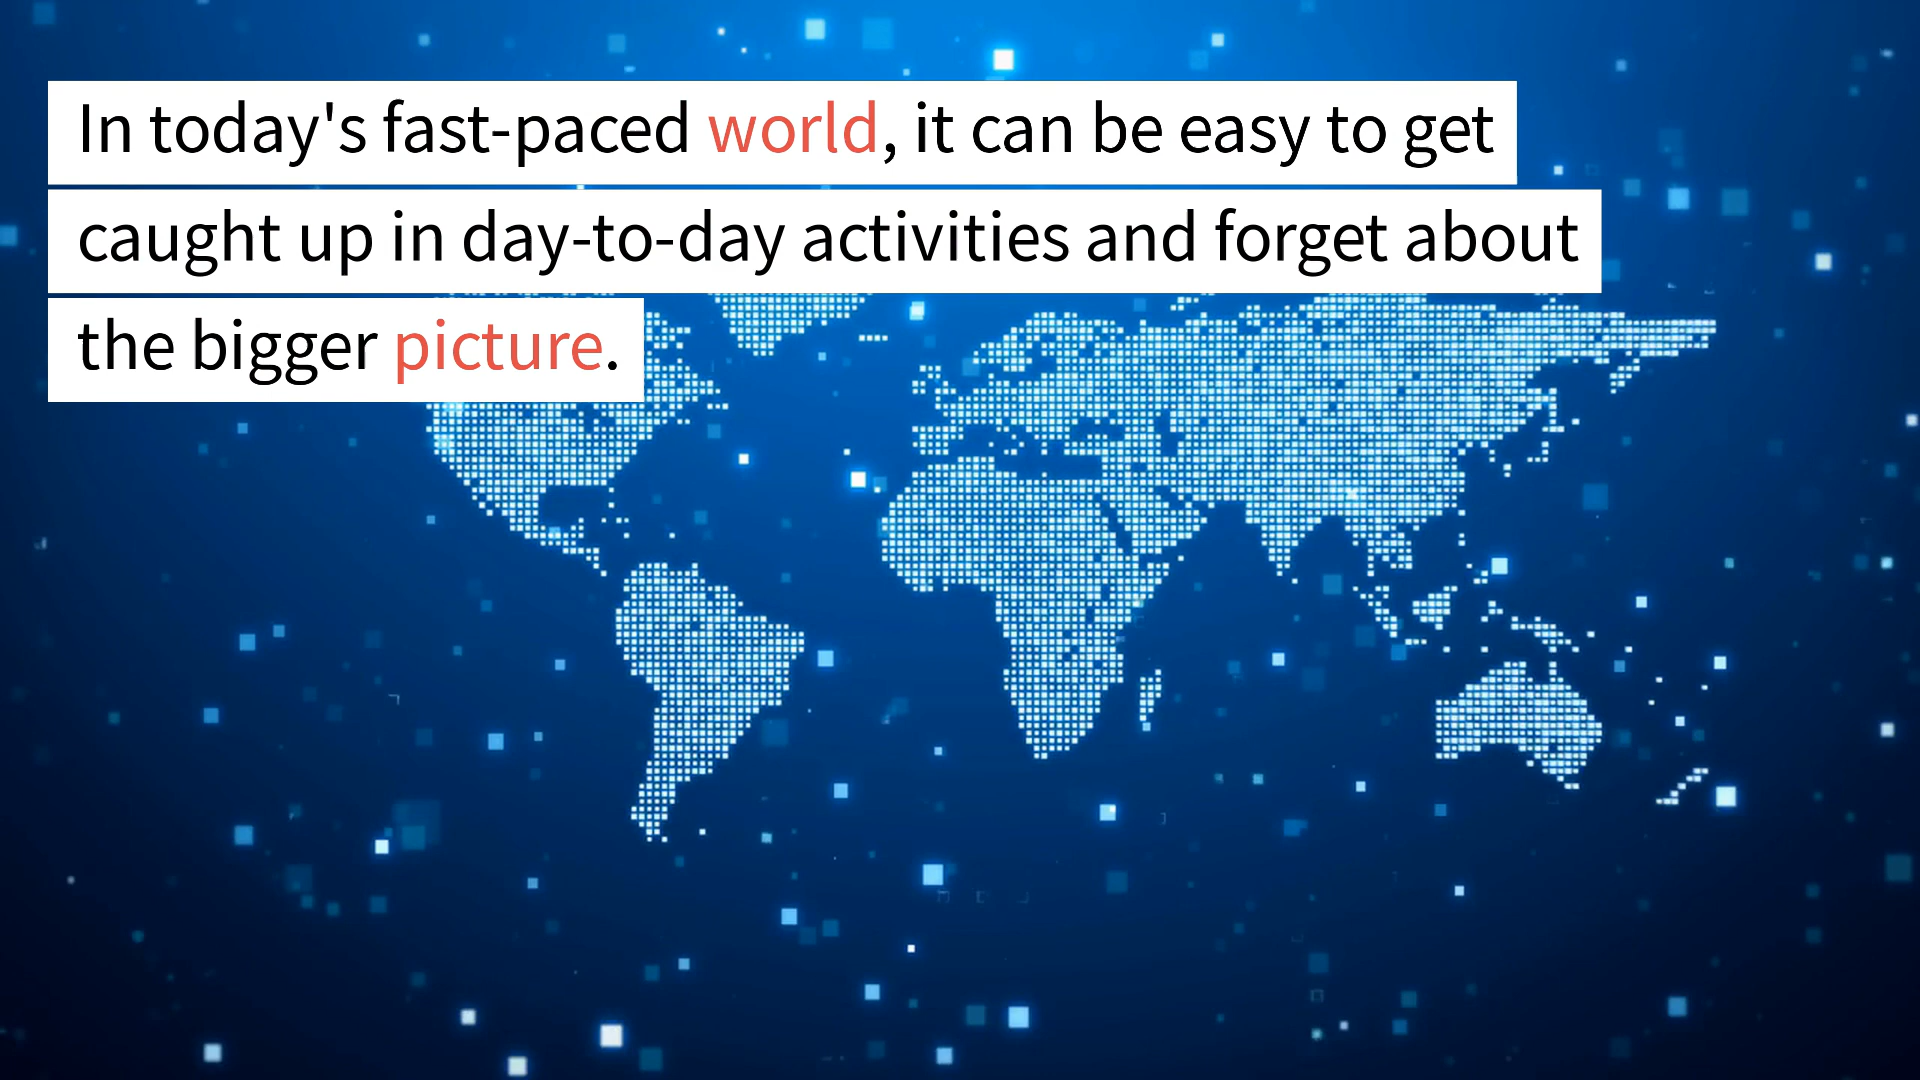 In today's fast-paced world, it can be easy to get
caught up in day-to-day activities and forget about
the bigger picture.